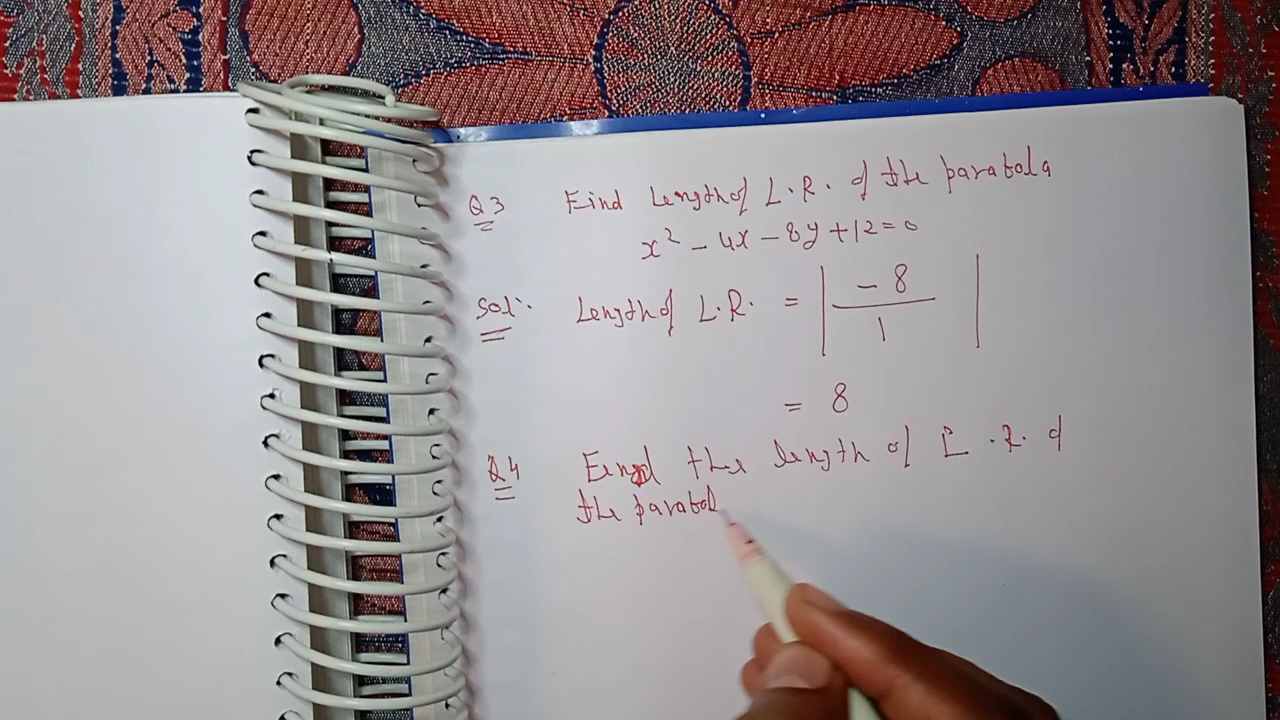 Q3 Find Length of L.R. of the parabola
x² - 4x - 8y + 12 = 0
Sol: Length of L.R. = | -8 / 1 |
= 8
Q4 Find the length of L.R. of
the parabol